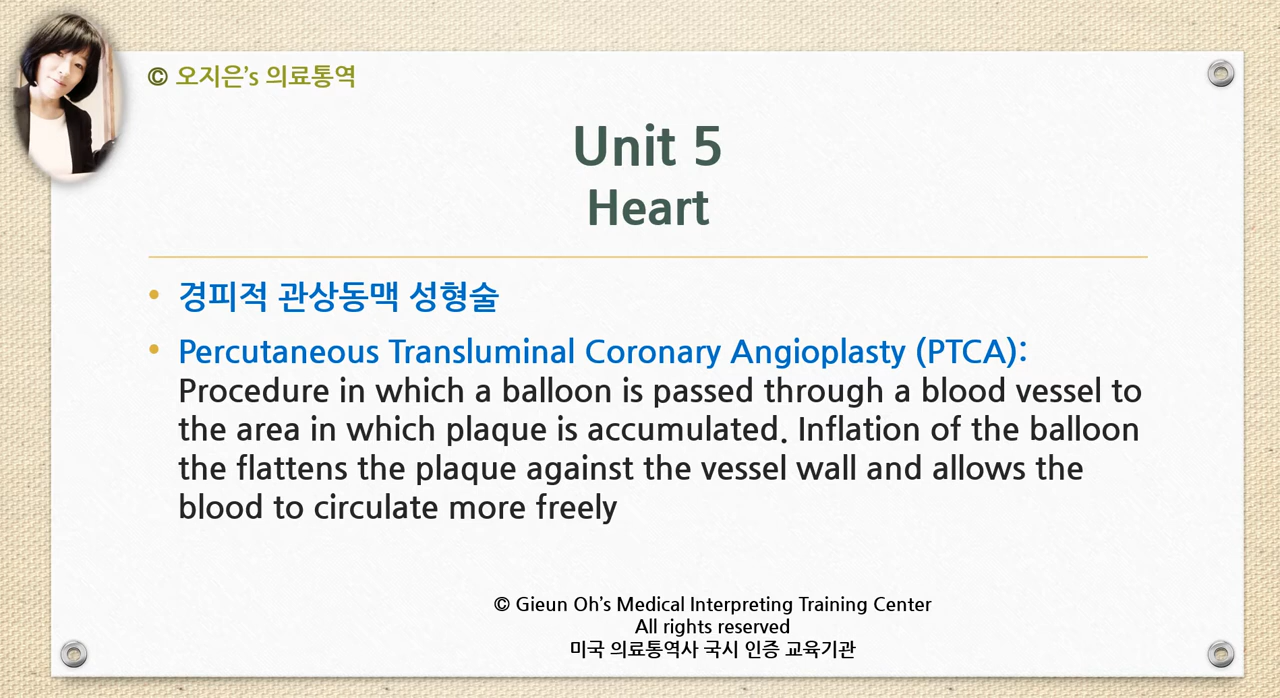 © 오지은’s 의료통역
Unit 5
Heart
• 경피적 관상동맥 성형술
• Percutaneous Transluminal Coronary Angioplasty (PTCA):
Procedure in which a balloon is passed through a blood vessel to
the area in which plaque is accumulated. Inflation of the balloon
the flattens the plaque against the vessel wall and allows the
blood to circulate more freely
© Gieun Oh’s Medical Interpreting Training Center
All rights reserved
미국 의료통역사 국시 인증 교육기관